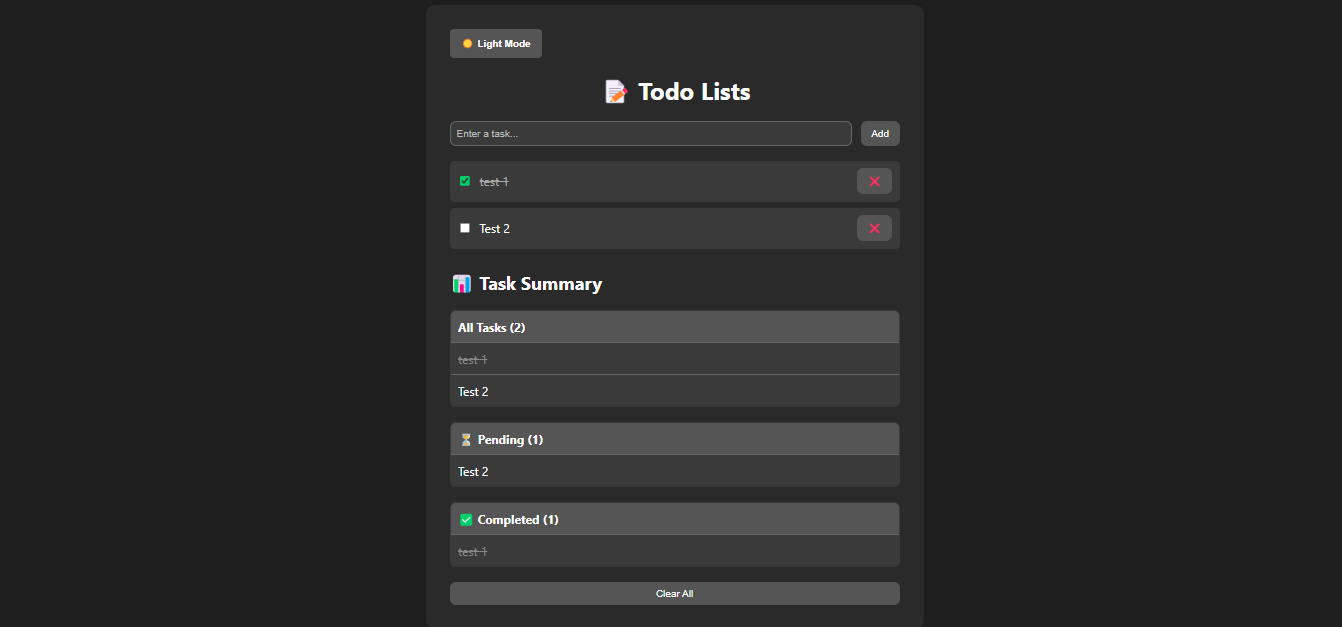 Light Mode
Todo Lists
Enter a task...
Add
test 1
Test 2
Task Summary
All Tasks (2)
test 1
Test 2
Pending (1)
Test 2
Completed (1)
test 1
Clear All